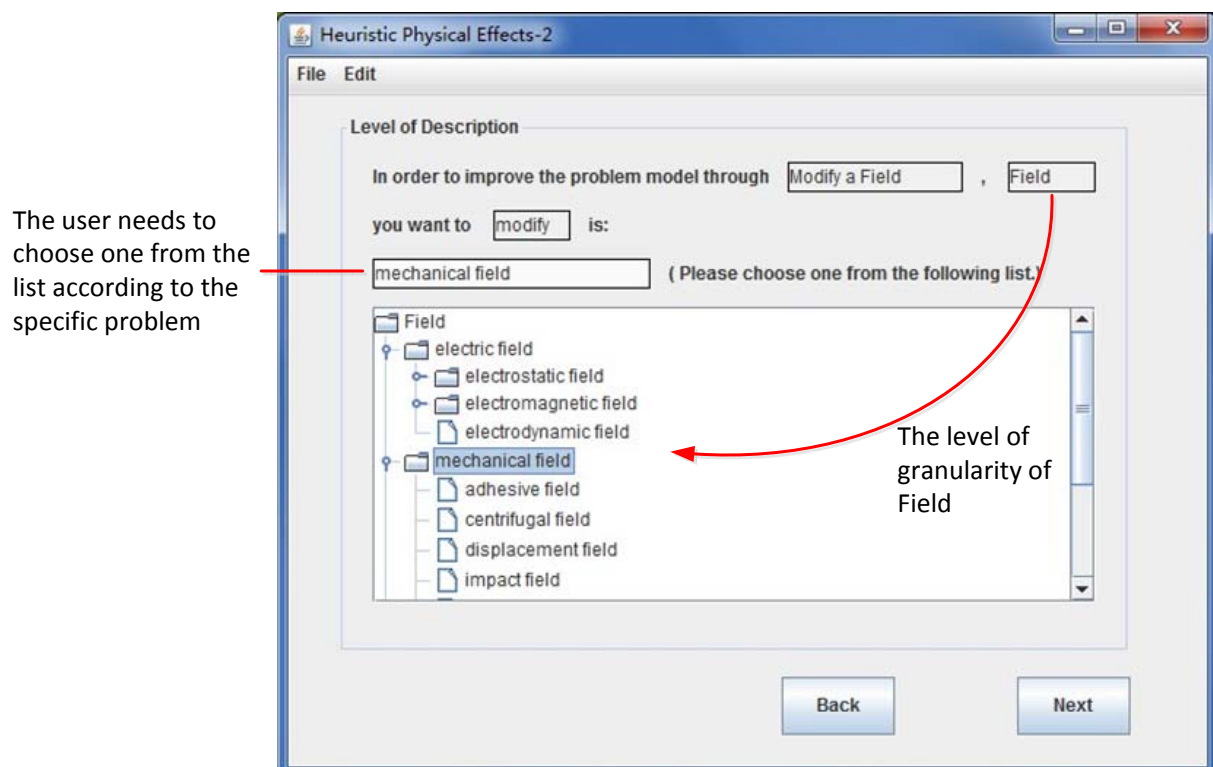 Heuristic Physical Effects-2
File Edit
Level of Description
In order to improve the problem model through Modify a Field , Field
you want to modify is:
The user needs to
choose one from the
list according to the
specific problem
mechanical field ( Please choose one from the following list.)
Field
electric field
electrostatic field
electromagnetic field
electrodynamic field
mechanical field
adhesive field
centrifugal field
displacement field
impact field
The level of
granularity of
Field
Back Next